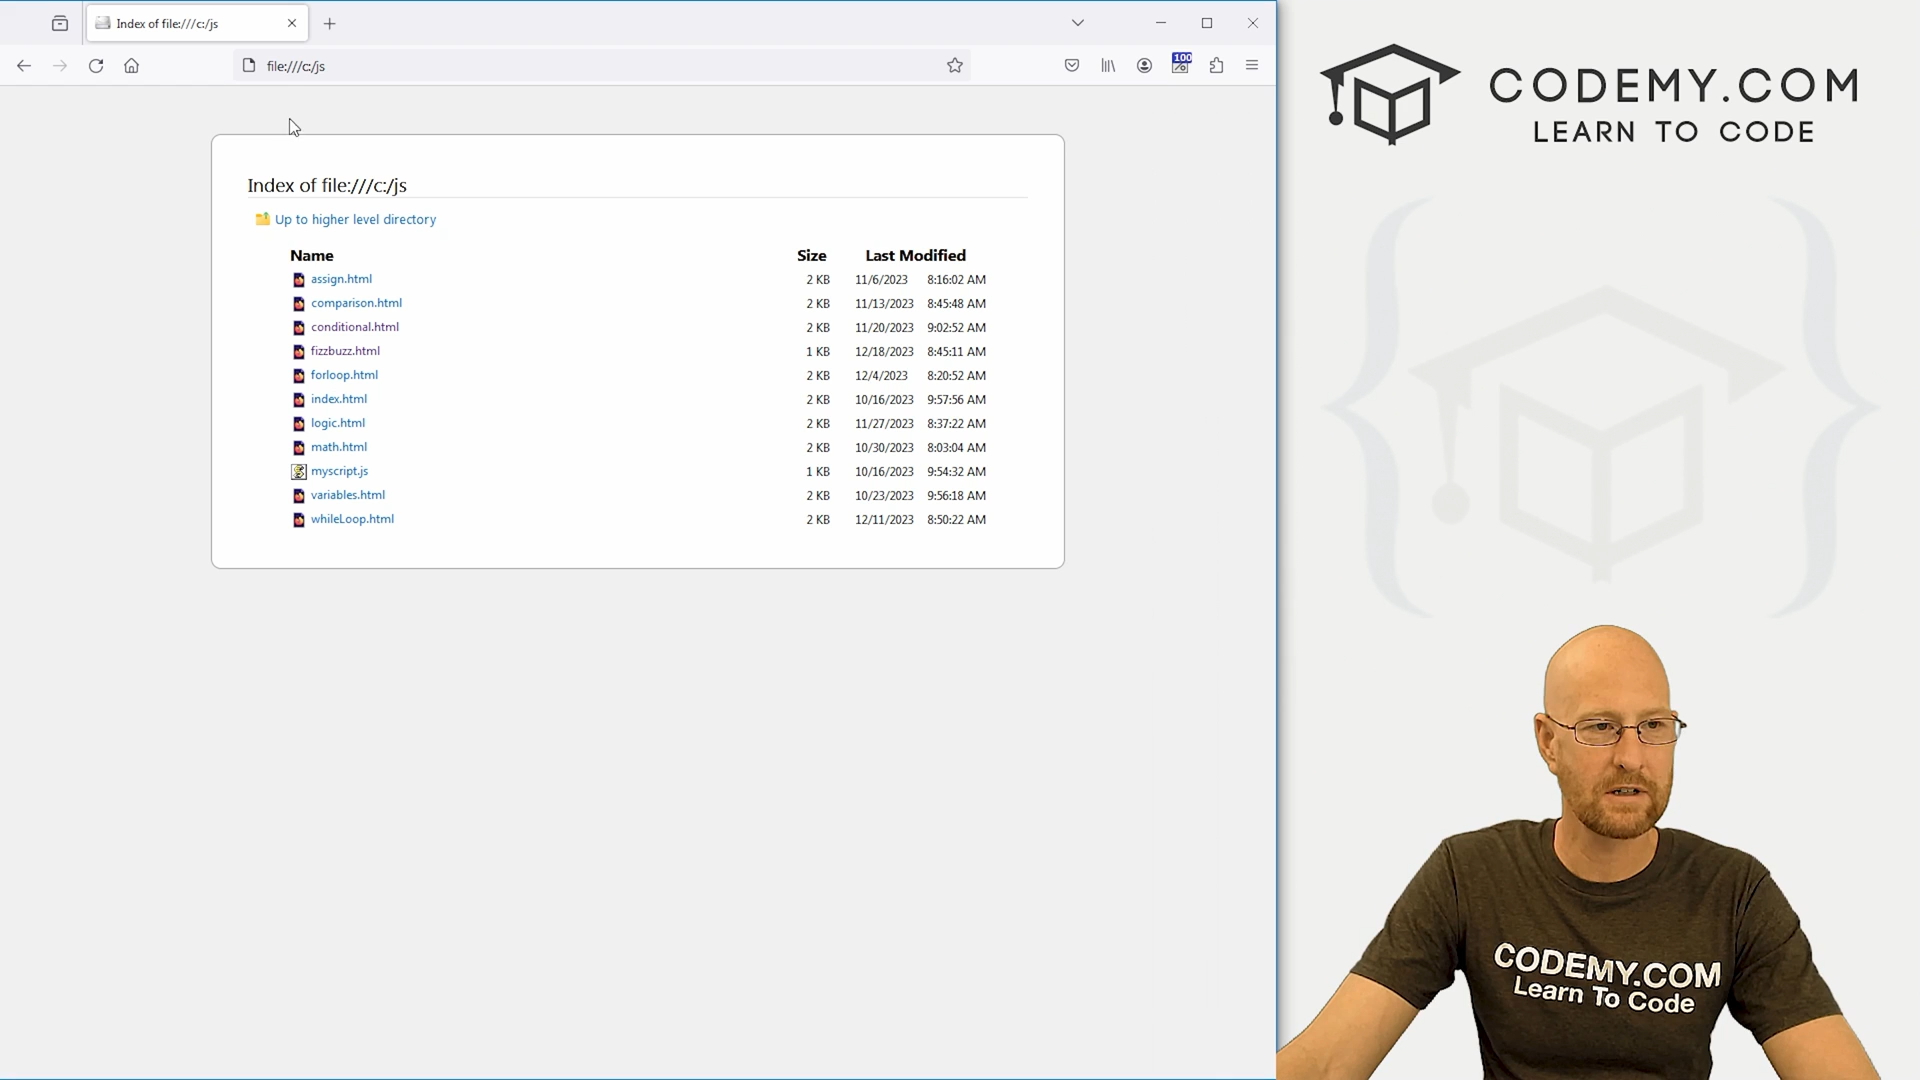 Index of file:///c:/js
file:///c:/js
100
Index of file:///c:/js
Up to higher level directory
Name Size Last Modified
assign.html 2 KB 11/6/2023 8:16:02 AM
comparison.html 2 KB 11/13/2023 8:45:48 AM
conditional.html 2 KB 11/20/2023 9:02:52 AM
fizzbuzz.html 1 KB 12/18/2023 8:45:11 AM
forloop.html 2 KB 12/4/2023 8:20:52 AM
index.html 2 KB 10/16/2023 9:57:56 AM
logic.html 2 KB 11/27/2023 8:37:22 AM
math.html 2 KB 10/30/2023 8:03:04 AM
myscript.js 1 KB 10/16/2023 9:54:32 AM
variables.html 2 KB 10/23/2023 9:56:18 AM
whileLoop.html 2 KB 12/11/2023 8:50:22 AM
CODEMY.COM
LEARN TO CODE
CODEMY.COM
Learn To Code